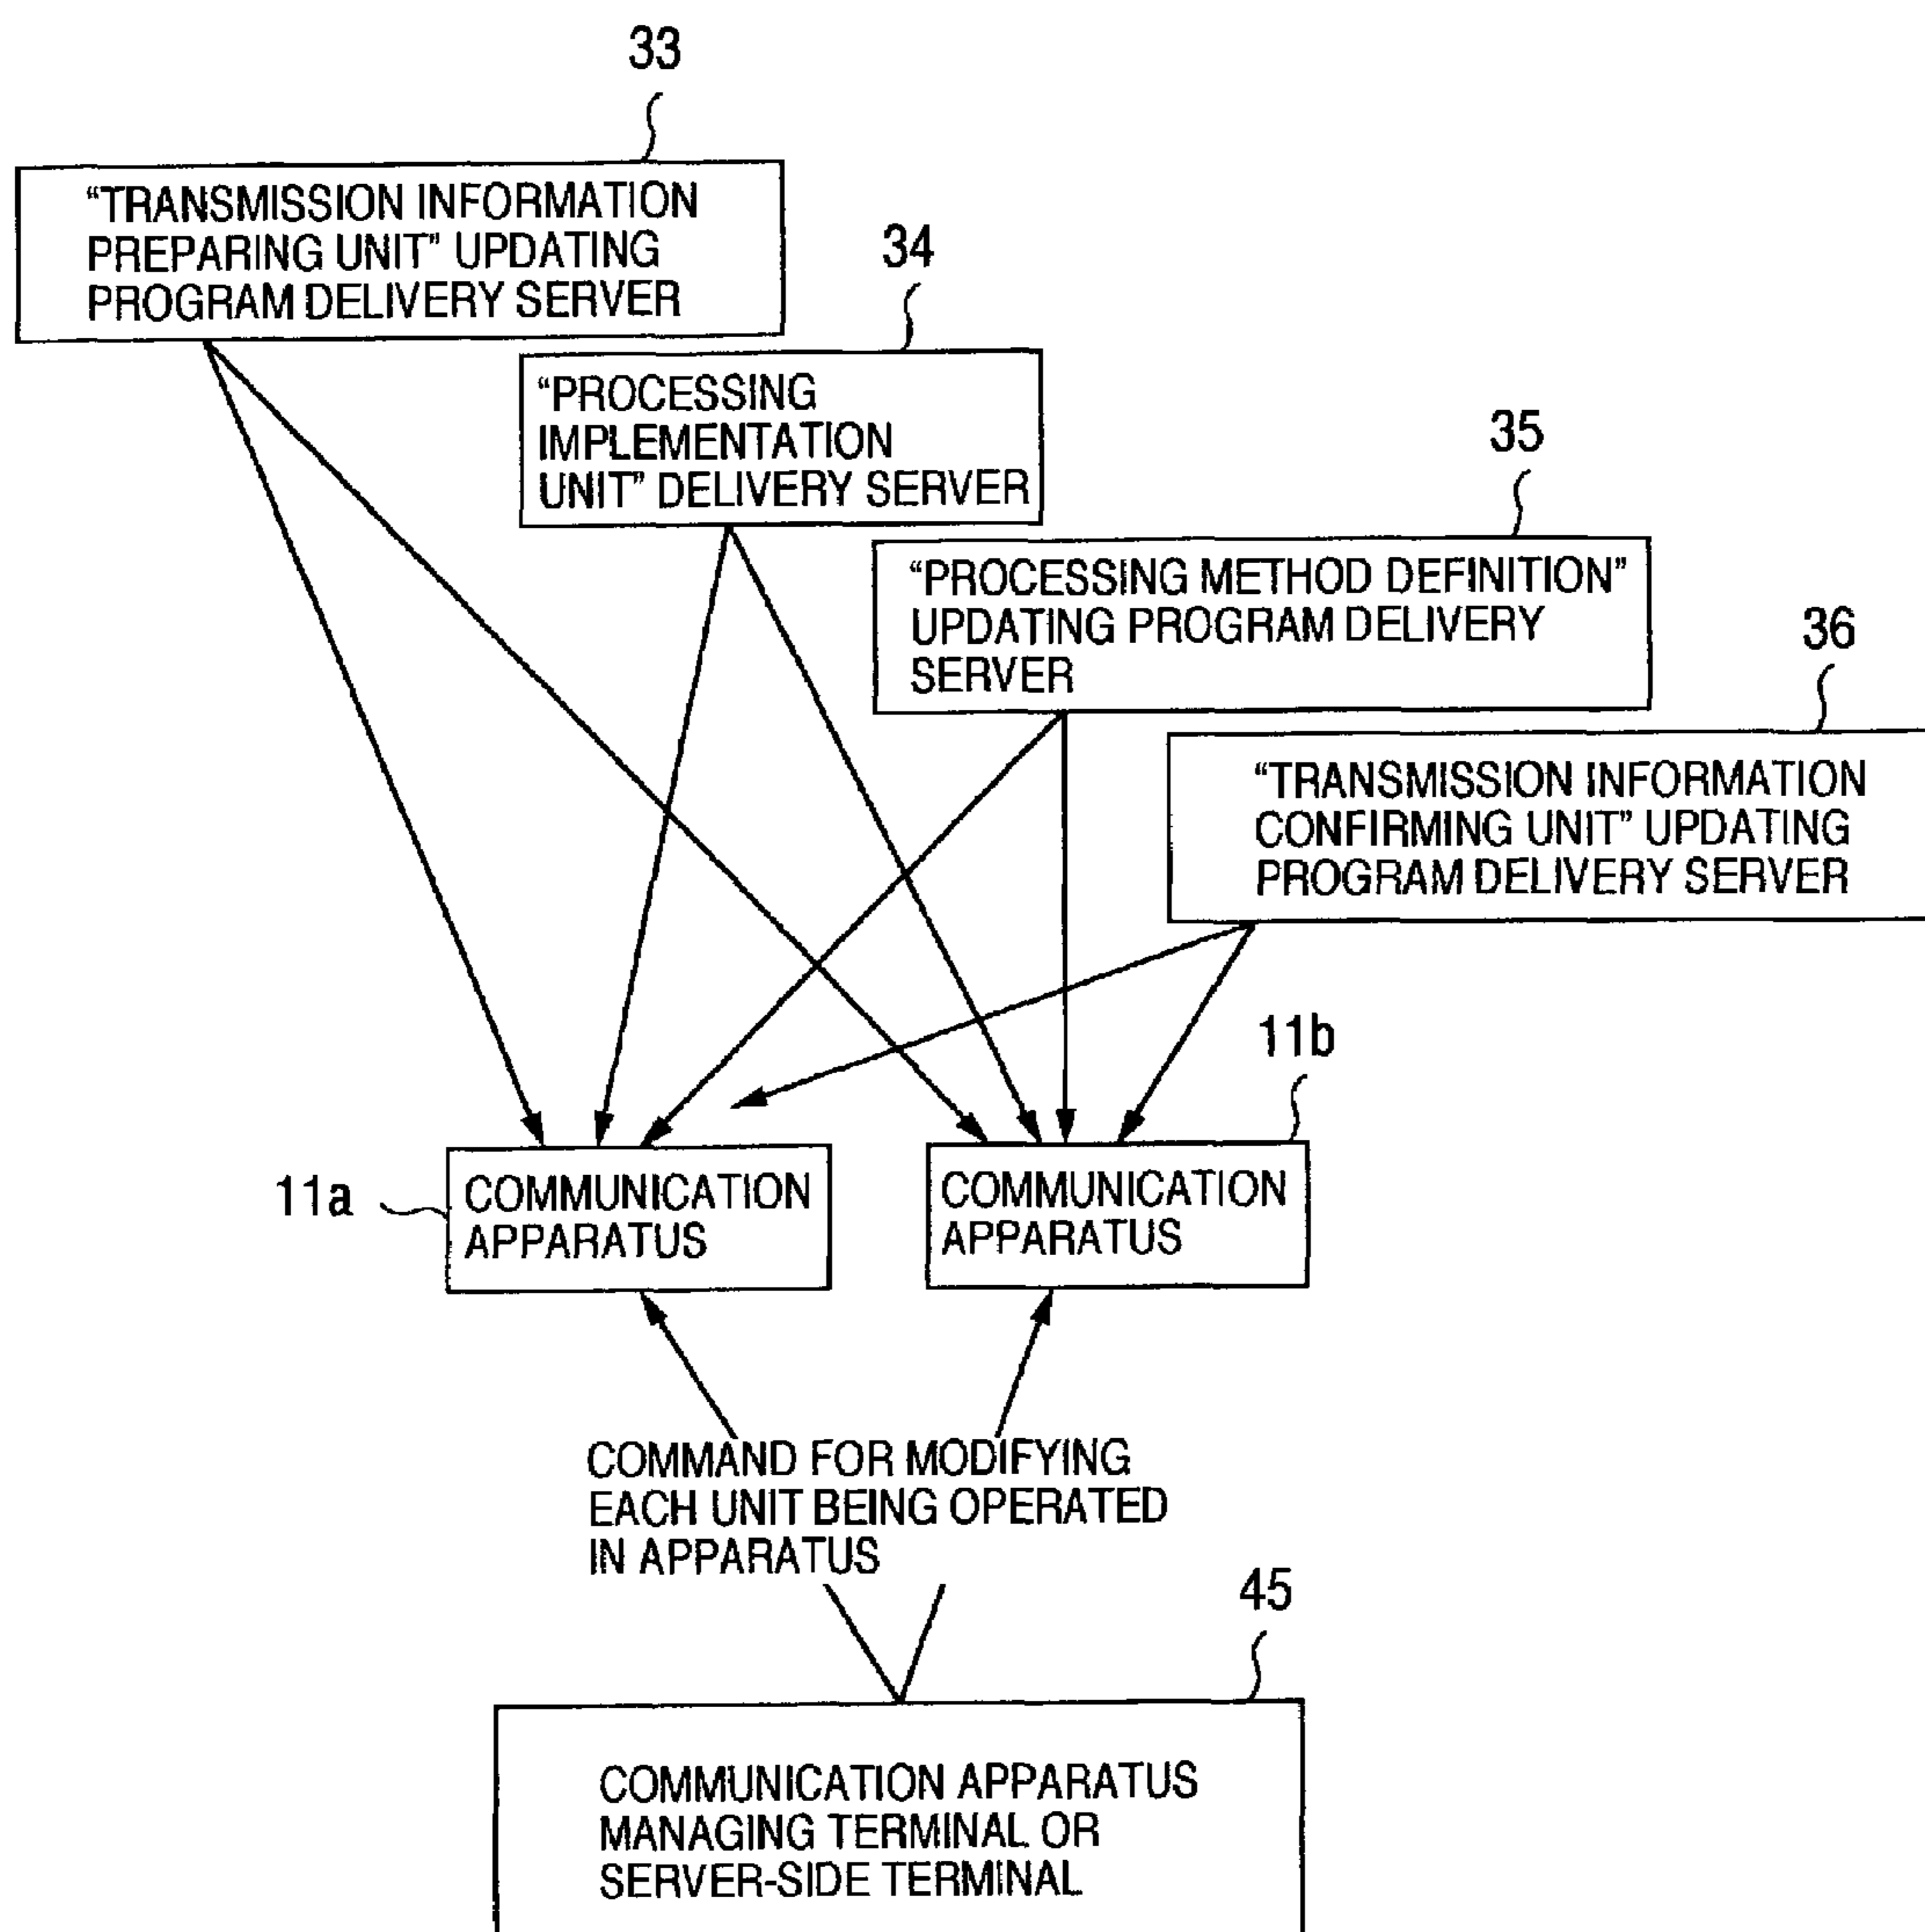 33
“TRANSMISSION INFORMATION
PREPARING UNIT” UPDATING
PROGRAM DELIVERY SERVER
34
“PROCESSING
IMPLEMENTATION
UNIT” DELIVERY SERVER
35
“PROCESSING METHOD DEFINITION”
UPDATING PROGRAM DELIVERY
SERVER
36
“TRANSMISSION INFORMATION
CONFIRMING UNIT” UPDATING
PROGRAM DELIVERY SERVER
11a
COMMUNICATION
APPARATUS
11b
COMMUNICATION
APPARATUS
COMMAND FOR MODIFYING
EACH UNIT BEING OPERATED
IN APPARATUS
45
COMMUNICATION APPARATUS
MANAGING TERMINAL OR
SERVER-SIDE TERMINAL